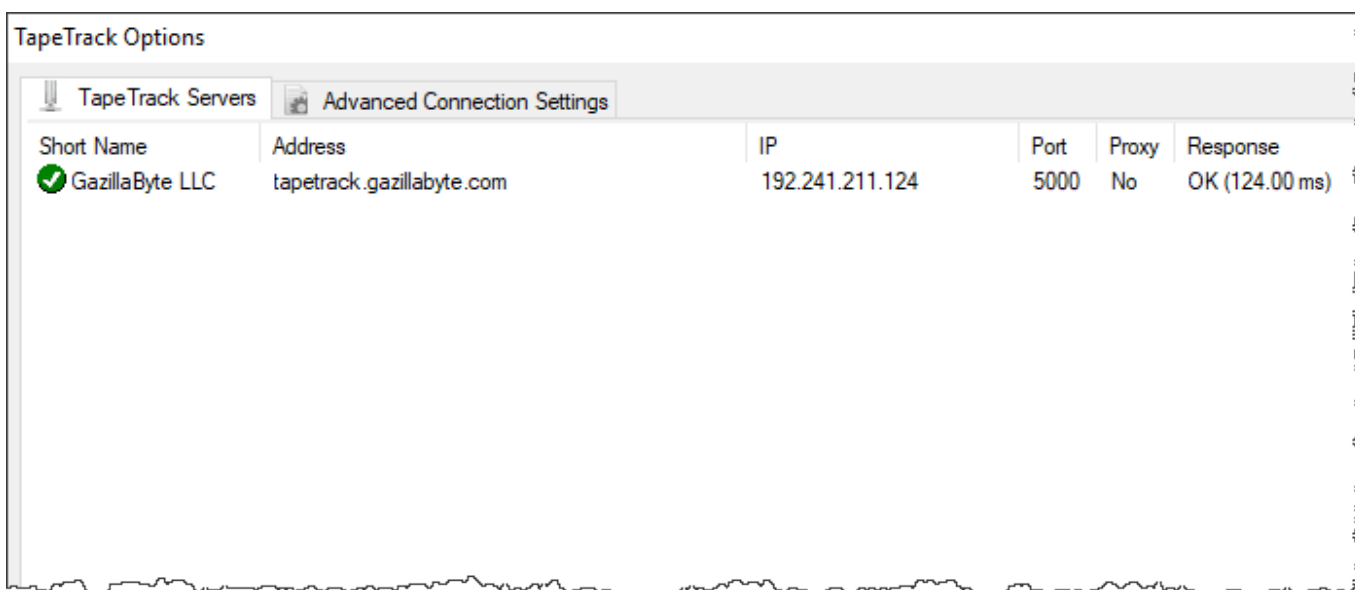 TapeTrack Options
TapeTrack Servers Advanced Connection Settings
Short Name Address IP Port Proxy Response
GazillaByte LLC tapetrack.gazillabyte.com 192.241.211.124 5000 No OK (124.00 ms)